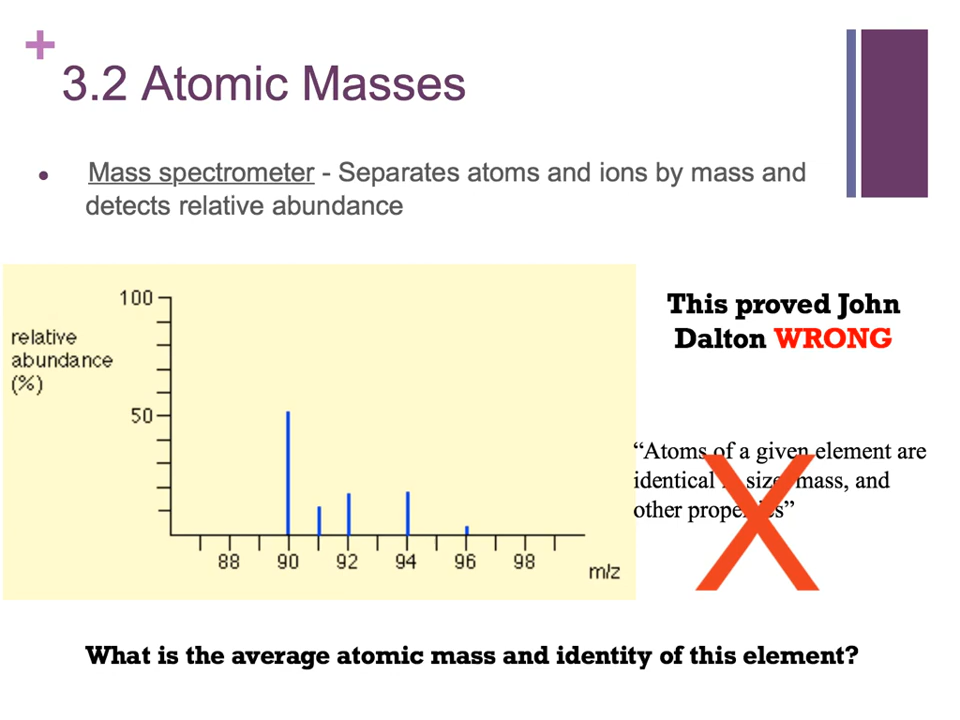 +
3.2 Atomic Masses
• Mass spectrometer - Separates atoms and ions by mass and
detects relative abundance
100
relative
abundance
(%)
50
88 90 92 94 96 98
m/z
This proved John
Dalton WRONG
“Atoms of a given element are
identical size, mass, and
other properties”
X
What is the average atomic mass and identity of this element?